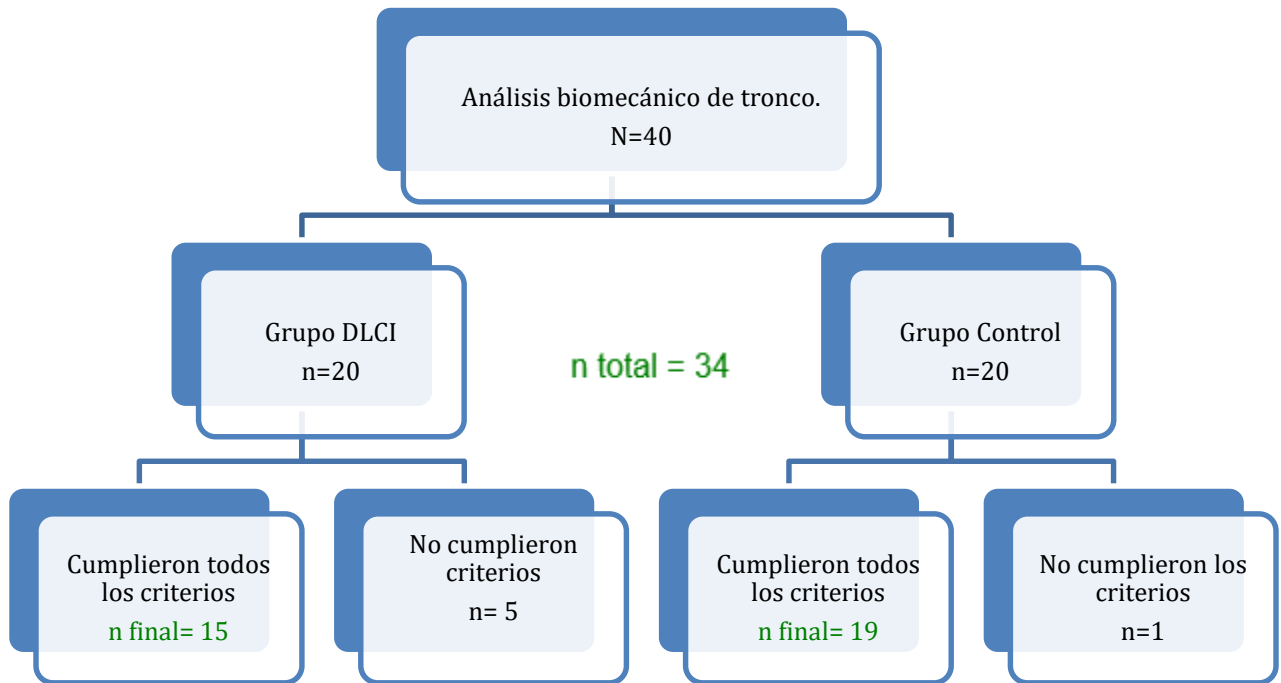 Análisis biomecánico de tronco.
N=40
Grupo DLCI
n=20
n total = 34
Grupo Control
n=20
Cumplieron todos
los criterios
n final= 15
No cumplieron
criterios
n= 5
Cumplieron todos
los criterios
n final= 19
No cumplieron los
criterios
n=1